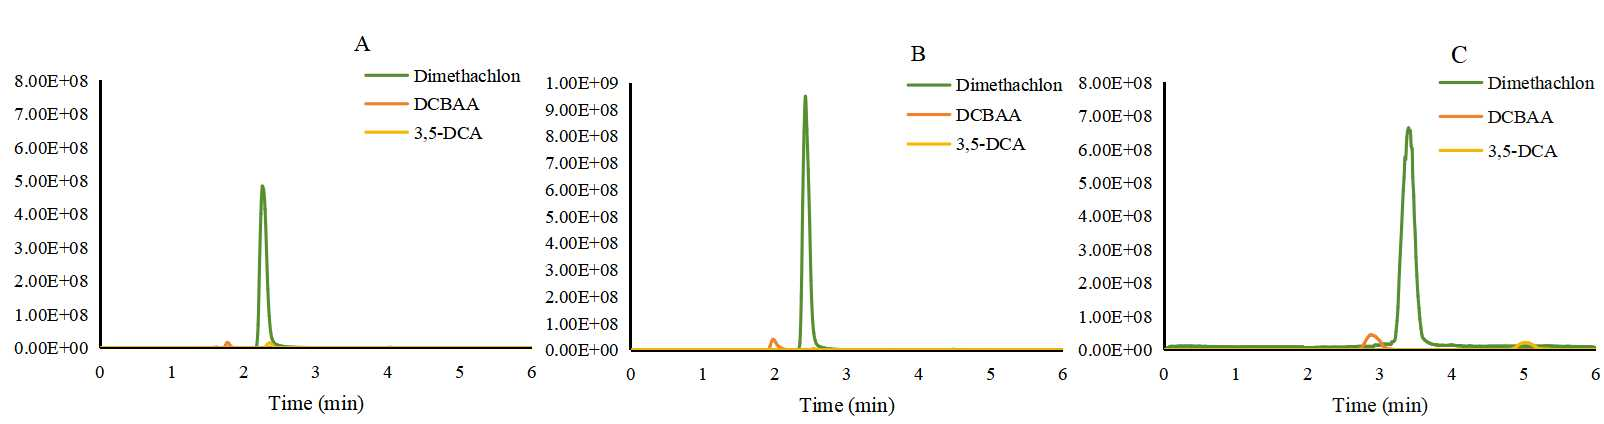 A
Dimethachlon
DCBAA
3,5-DCA
8.00E+08
7.00E+08
6.00E+08
5.00E+08
4.00E+08
3.00E+08
2.00E+08
1.00E+08
0.00E+00
0 1 2 3 4 5 6
Time (min)
B
Dimethachlon
DCBAA
3,5-DCA
1.00E+09
9.00E+08
8.00E+08
7.00E+08
6.00E+08
5.00E+08
4.00E+08
3.00E+08
2.00E+08
1.00E+08
0.00E+00
0 1 2 3 4 5 6
Time (min)
C
Dimethachlon
DCBAA
3,5-DCA
8.00E+08
7.00E+08
6.00E+08
5.00E+08
4.00E+08
3.00E+08
2.00E+08
1.00E+08
0.00E+00
0 1 2 3 4 5 6
Time (min)